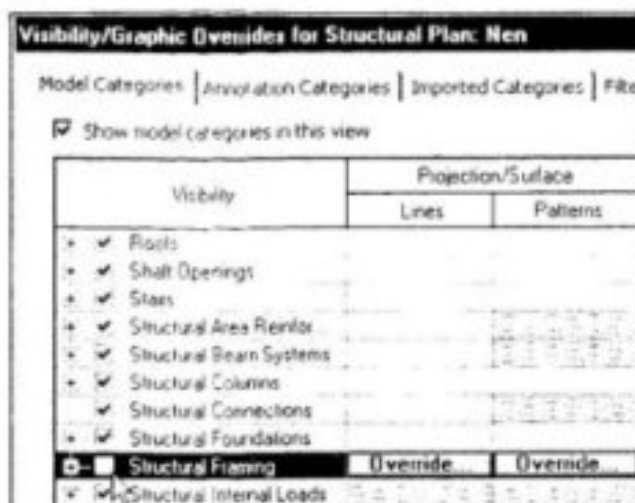 Visibility/Graphic Overrides for Structural Plan: Nen
Model Categories | Annotation Categories | Imported Categories | Filte
Show model categories in this view
Visibility
Projection/Surface
Lines
Patterns
Roofs
Shaft Openings
Stairs
Structural Area Reinfor
Structural Beam Systems
Structural Columns
Structural Connections
Structural Foundations
Structural Framing Override... Override...
Structural Internal Loads